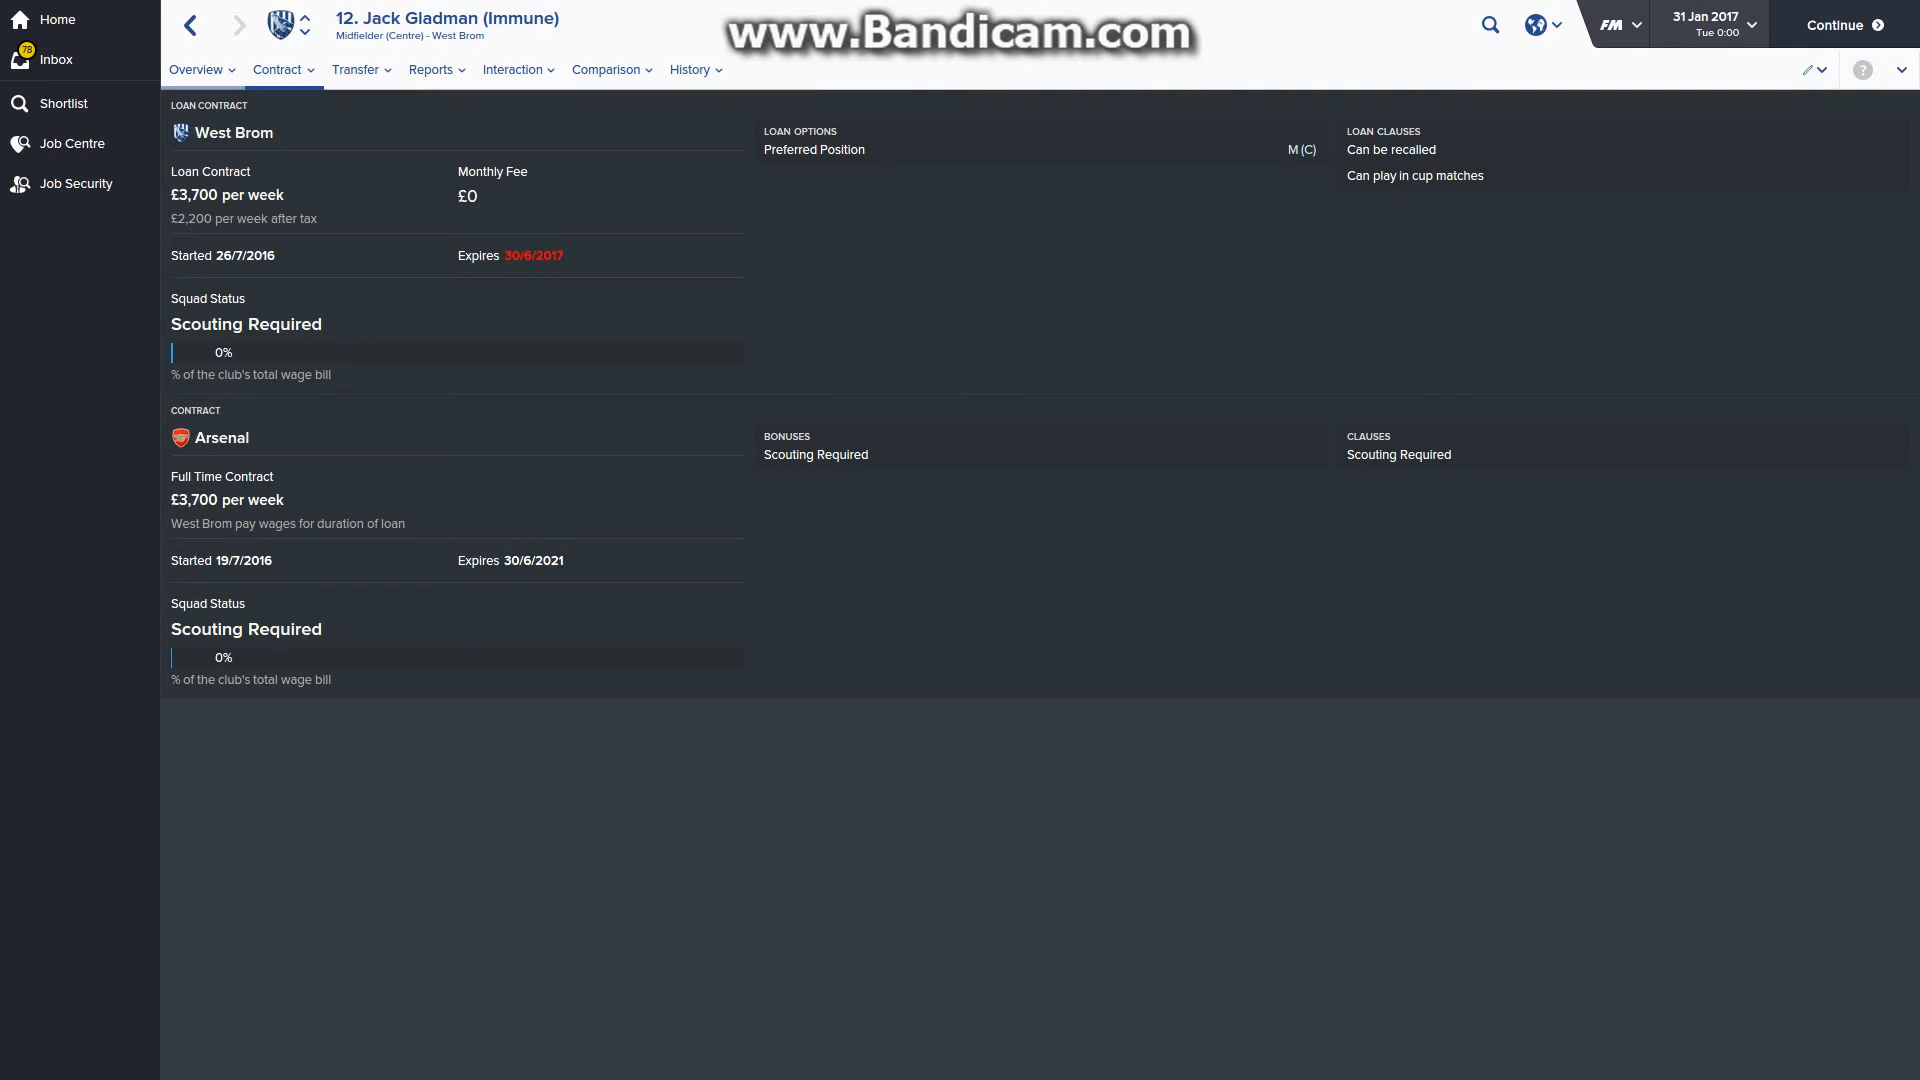 Home
78
Inbox
Shortlist
Job Centre
Job Security
12. Jack Gladman (Immune)
Midfielder (Centre) - West Brom
www.Bandicam.com
FM
31 Jan 2017
Tue 0:00
Continue
Overview
Contract
Transfer
Reports
Interaction
Comparison
History
?
LOAN CONTRACT
West Brom
Loan Contract
Monthly Fee
£3,700 per week
£0
£2,200 per week after tax
Started 26/7/2016
Expires 30/6/2017
Squad Status
Scouting Required
0%
% of the club's total wage bill
LOAN OPTIONS
Preferred Position
M (C)
LOAN CLAUSES
Can be recalled
Can play in cup matches
CONTRACT
Arsenal
Full Time Contract
£3,700 per week
West Brom pay wages for duration of loan
Started 19/7/2016
Expires 30/6/2021
Squad Status
Scouting Required
0%
% of the club's total wage bill
BONUSES
Scouting Required
CLAUSES
Scouting Required